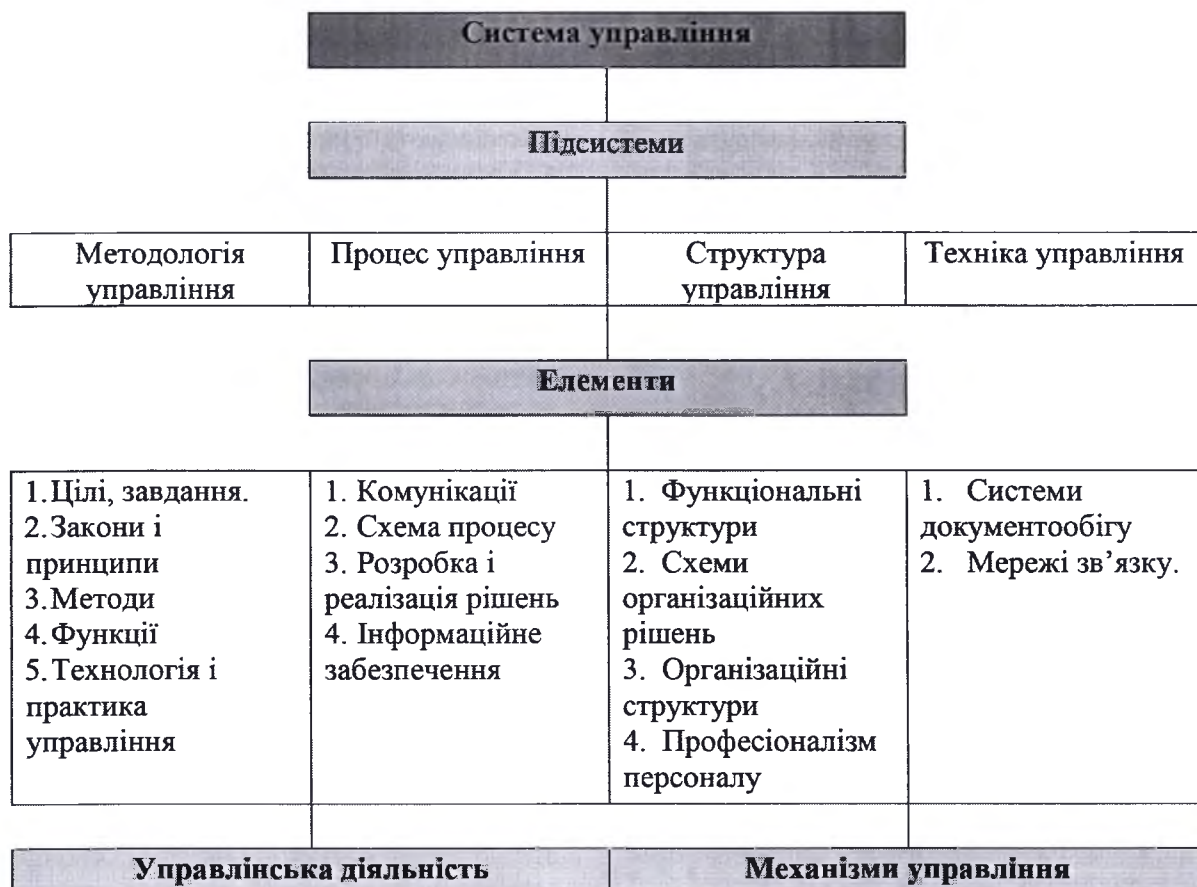 Система управління
Підсистеми
Методологія
управління
Процес управління
Структура
управління
Техніка управління
Елементи
1.Цілі, завдання.
2.Закони і
принципи
3.Методи
4.Функції
5.Технологія і
практика
управління
1. Комунікації
2. Схема процесу
3. Розробка і
реалізація рішень
4. Інформаційне
забезпечення
1. Функціональні
структури
2. Схеми
організаційних
рішень
3. Організаційні
структури
4. Професіоналізм
персоналу
1. Системи
документообігу
2. Мережі зв’язку.
Управлінська діяльність
Механізми управління